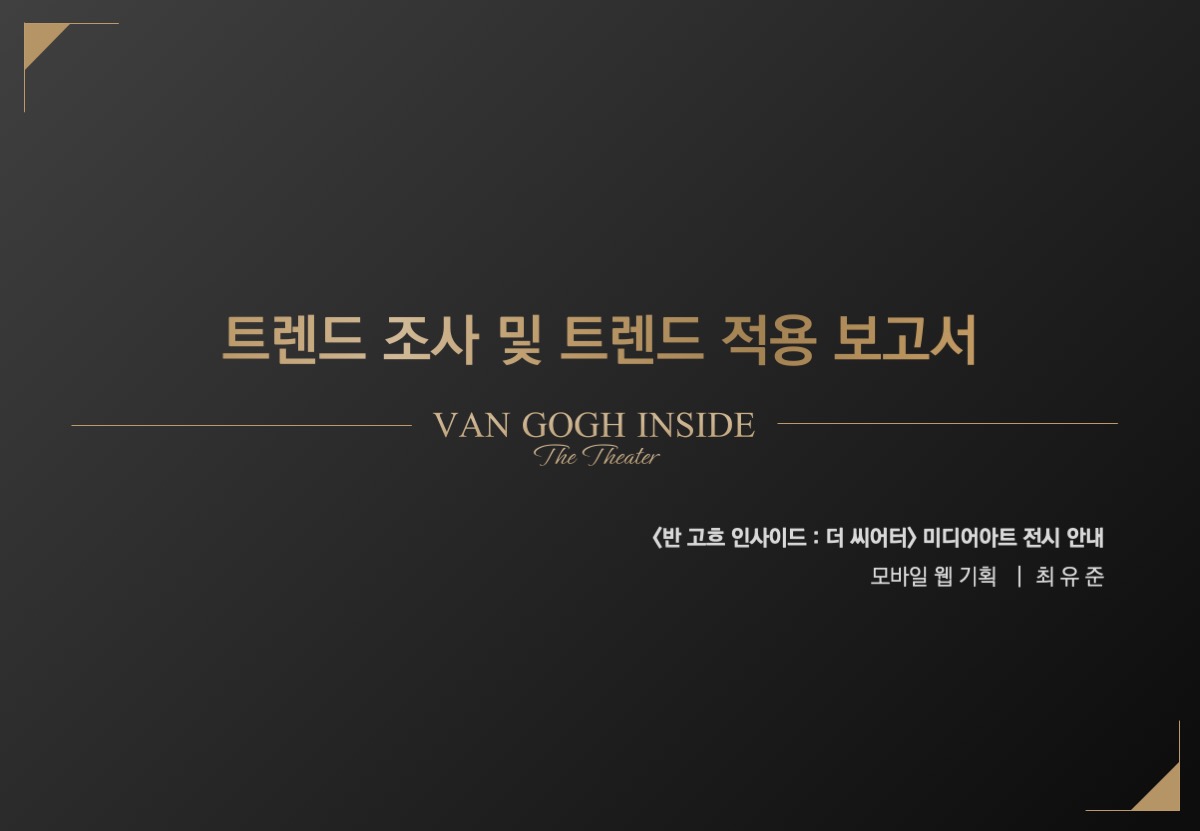 트렌드 조사 및 트렌드 적용 보고서
VAN GOGH INSIDE
The Theater
〈반 고흐 인사이드 : 더 씨어터〉 미디어아트 전시 안내
모바일 웹 기획 | 최 유 준